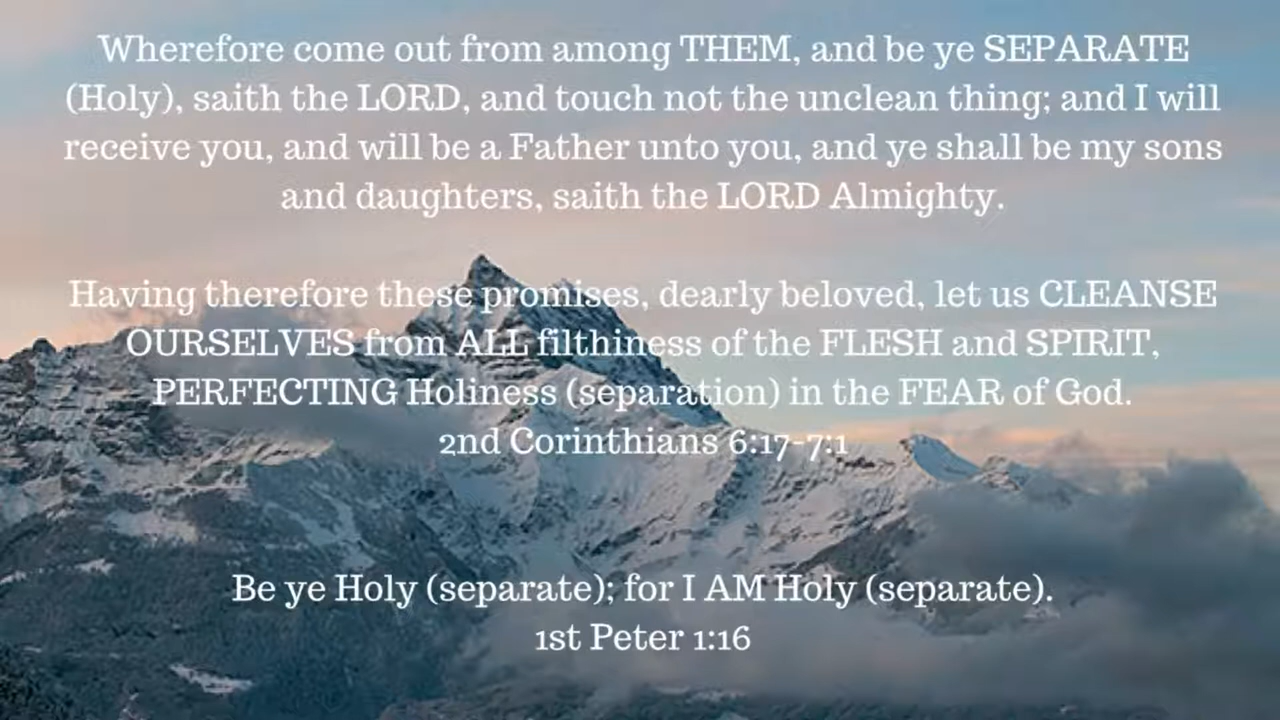 Wherefore come out from among THEM, and be ye SEPARATE
(Holy), saith the LORD, and touch not the unclean thing; and I will
receive you, and will be a Father unto you, and ye shall be my sons
and daughters, saith the LORD Almighty.
Having therefore these promises, dearly beloved, let us CLEANSE
OURSELVES from ALL filthiness of the FLESH and SPIRIT,
PERFECTING Holiness (separation) in the FEAR of God.
2nd Corinthians 6:17-7:1
Be ye Holy (separate); for I AM Holy (separate).
1st Peter 1:16